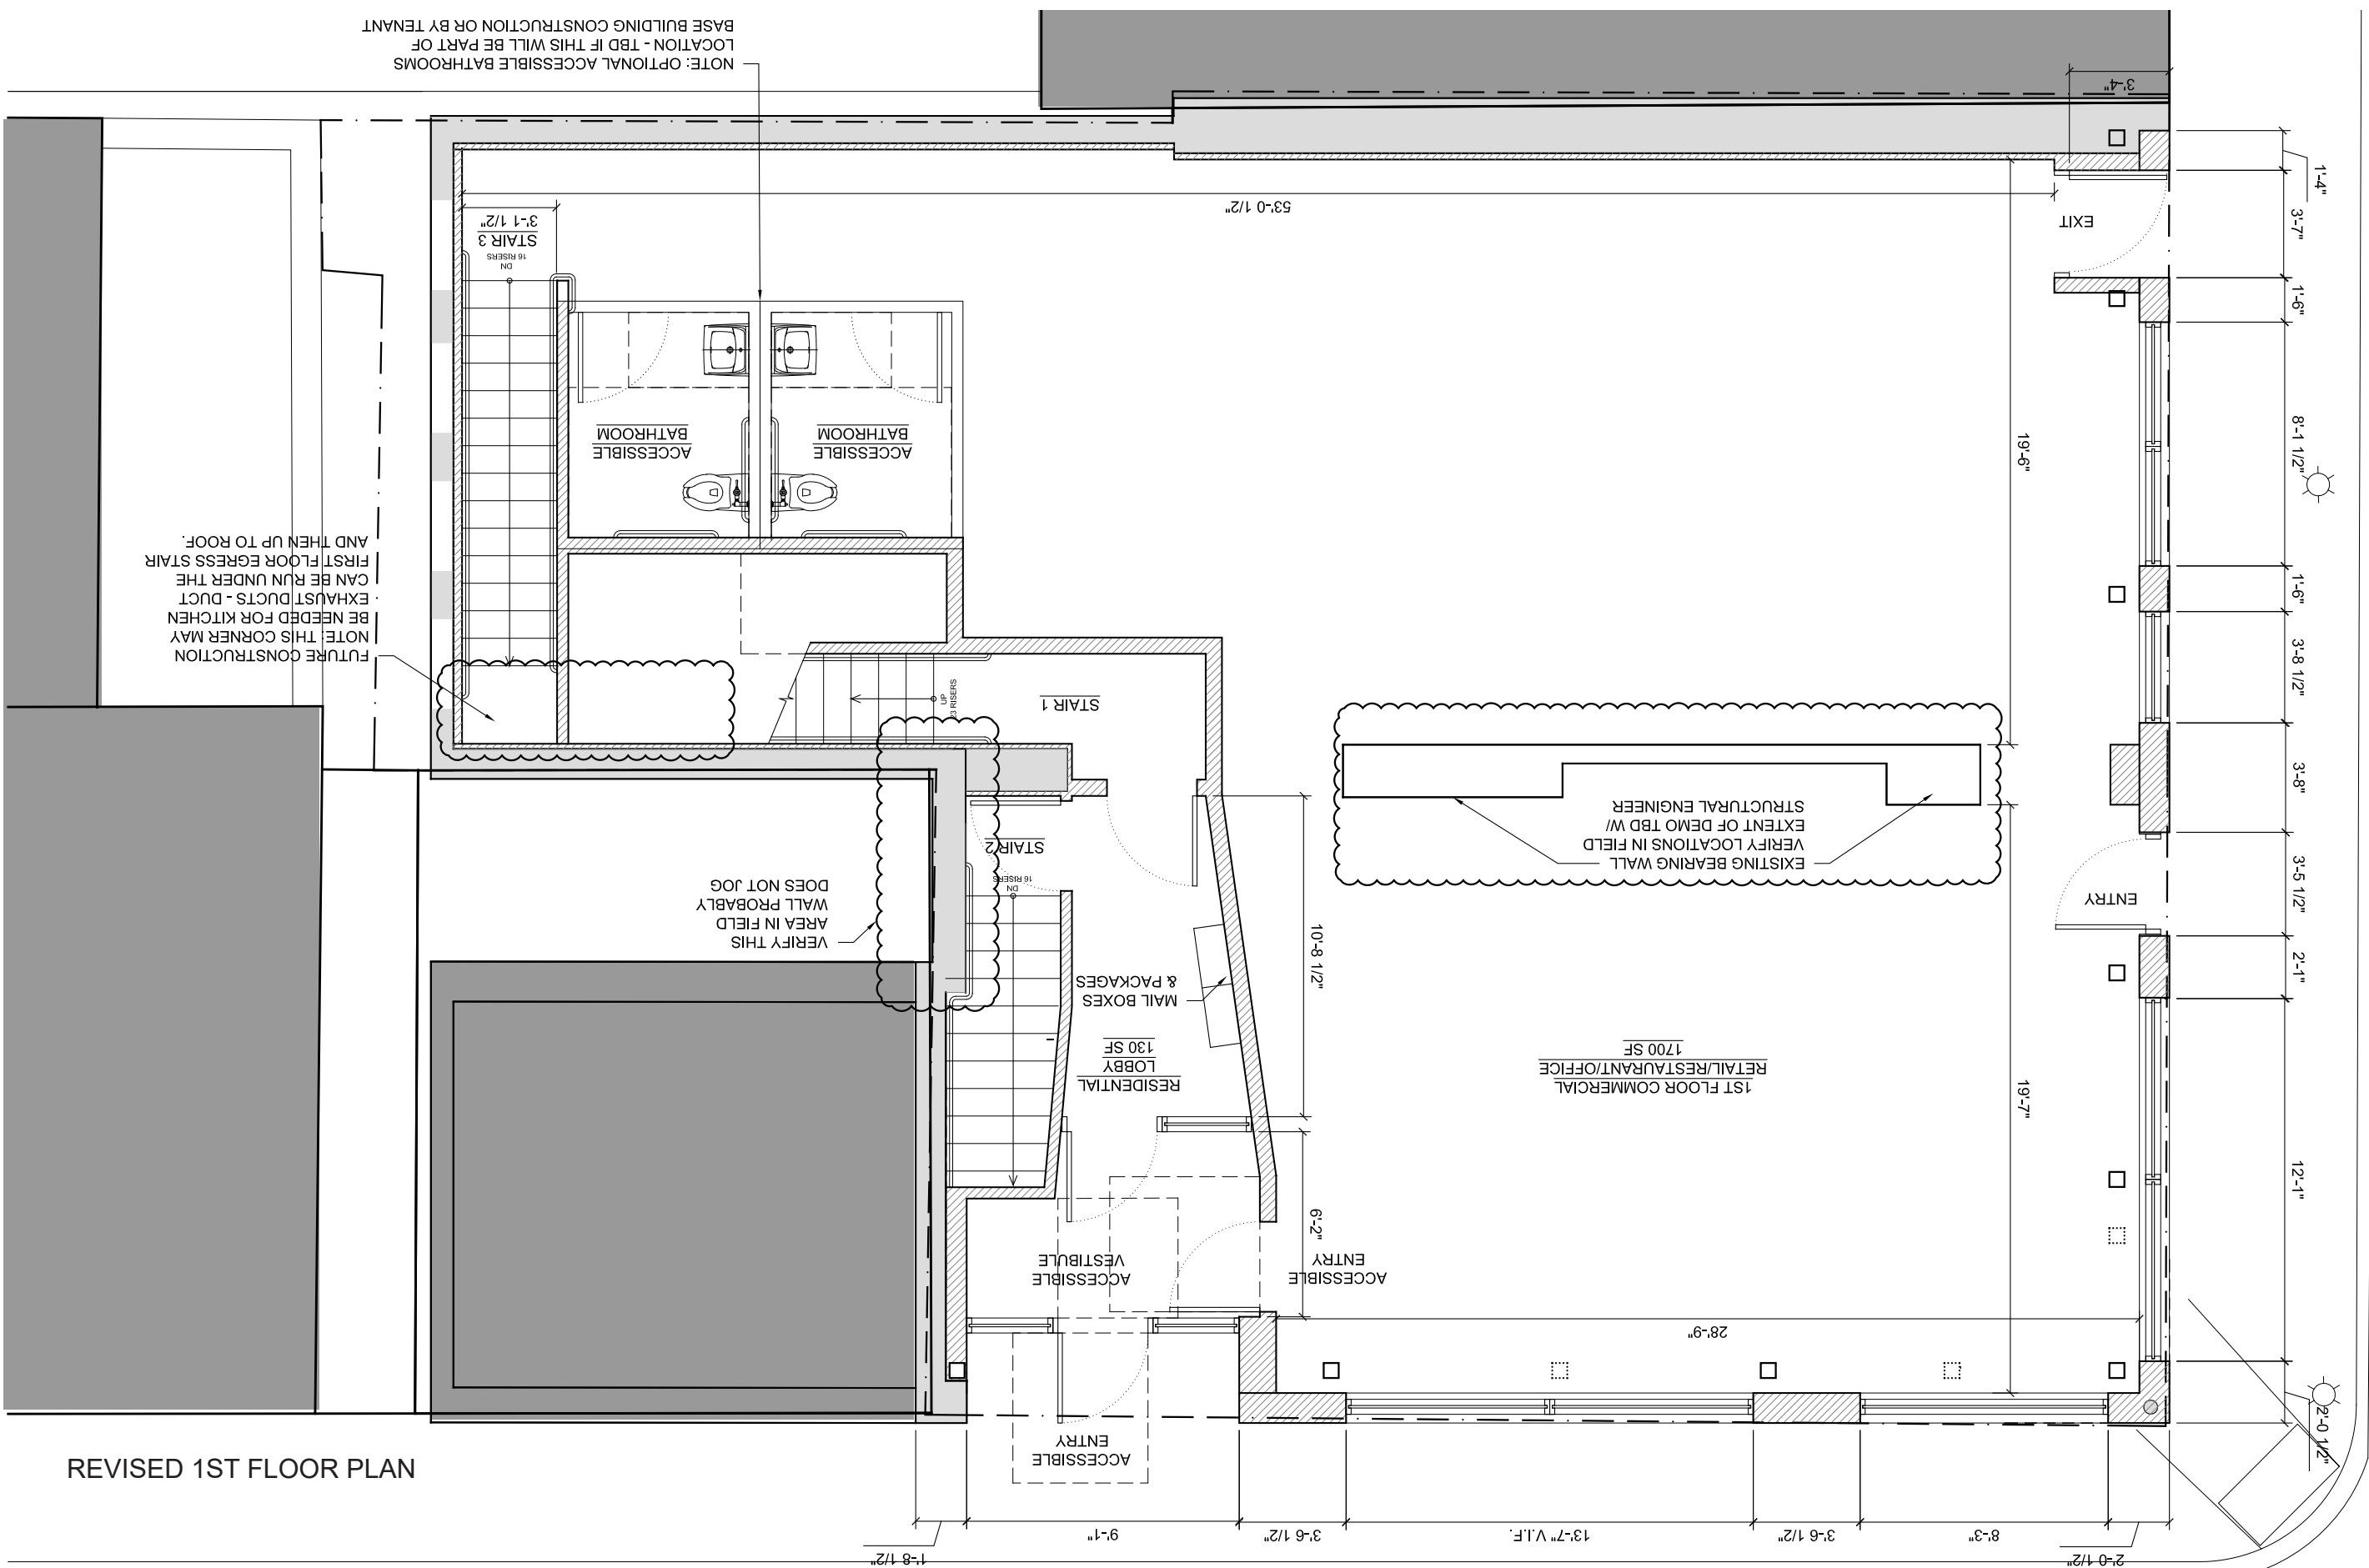 NOTE: OPTIONAL ACCESSIBLE BATHROOMS
LOCATION - TBD IF THIS WILL BE PART OF
BASE BUILDING CONSTRUCTION OR BY TENANT
3'-4"
1'-4"
3'-7"
EXIT
53'-0 1/2"
3'-1 1/2"
STAIR 3
DN
16 RISERS
1'-6"
8'-1 1/2"
19'-6"
ACCESSIBLE
BATHROOM
ACCESSIBLE
BATHROOM
FUTURE CONSTRUCTION
NOTE: THIS CORNER MAY
BE NEEDED FOR KITCHEN
EXHAUST DUCTS - DUCT
CAN BE RUN UNDER THE
FIRST FLOOR EGRESS STAIR
AND THEN UP TO ROOF.
1'-6"
3'-8 1/2"
UP
23 RISERS
STAIR 1
3'-8"
EXISTING BEARING WALL
VERIFY LOCATIONS IN FIELD
EXTENT OF DEMO TBD W/
STRUCTURAL ENGINEER
STAIR 2
DN
16 RISERS
VERIFY THIS
AREA IN FIELD
WALL PROBABLY
DOES NOT JOG
3'-5 1/2"
ENTRY
2'-1"
10'-8 1/2"
MAIL BOXES
& PACKAGES
RESIDENTIAL
LOBBY
130 SF
1ST FLOOR COMMERCIAL
RETAIL/RESTAURANT/OFFICE
1700 SF
19'-7"
12'-1"
6'-2"
ACCESSIBLE
VESTIBULE
ACCESSIBLE
ENTRY
28'-9"
2'-0 1/2"
ACCESSIBLE
ENTRY
REVISED 1ST FLOOR PLAN
1'-8 1/2"
9'-1"
3'-6 1/2"
13'-7" V.I.F.
3'-6 1/2"
8'-3"
2'-0 1/2"